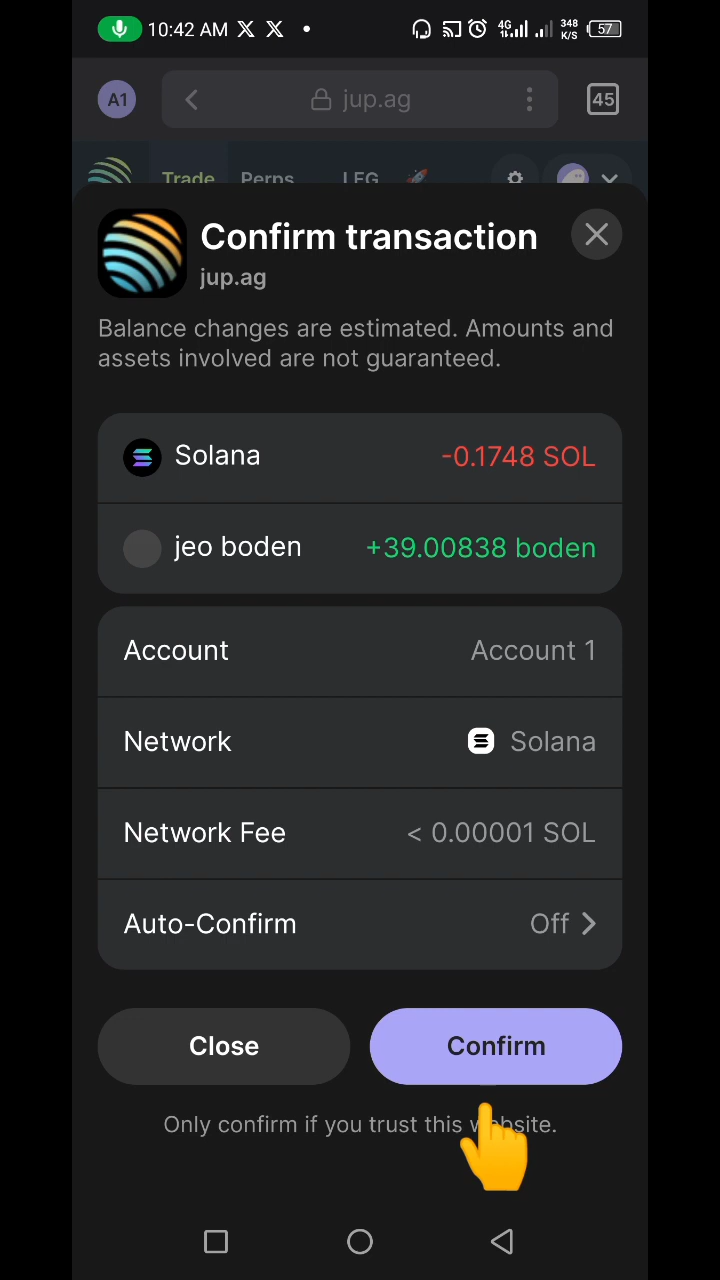 10:42 AM
4G
348
K/S
57
A1
jup.ag
45
Trade Perps LFG
Confirm transaction
jup.ag
Balance changes are estimated. Amounts and
assets involved are not guaranteed.
Solana -0.1748 SOL
jeo boden +39.00838 boden
Account Account 1
Network Solana
Network Fee < 0.00001 SOL
Auto-Confirm Off
Close Confirm
Only confirm if you trust this website.